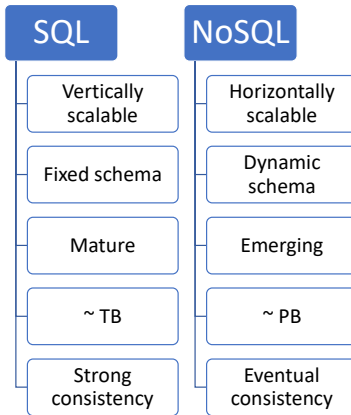 SQL
Vertically
scalable
Fixed schema
Mature
~ TB
Strong
consistency
NoSQL
Horizontally
scalable
Dynamic
schema
Emerging
~ PB
Eventual
consistency